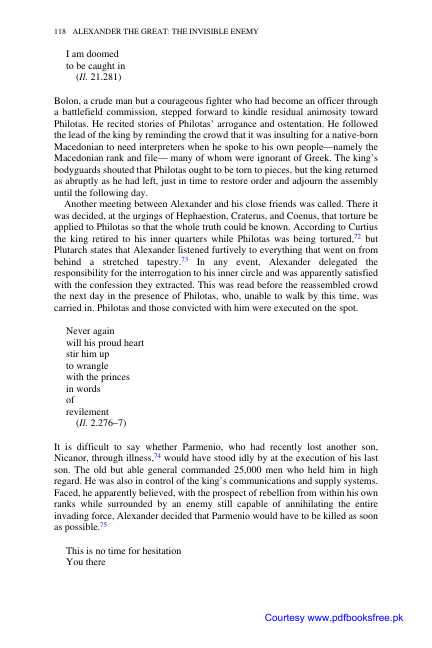 118 ALEXANDER THE GREAT: THE INVISIBLE ENEMY
I am doomed
to be caught in
(Il. 21.281)
Bolon, a crude man but a courageous fighter who had become an officer through
a battlefield commission, stepped forward to kindle residual animosity toward
Philotas. He recited stories of Philotas’ arrogance and ostentation. He followed
the lead of the king by reminding the crowd that it was insulting for a native-born
Macedonian to need interpreters when he spoke to his own people—namely the
Macedonian rank and file— many of whom were ignorant of Greek. The king’s
bodyguards shouted that Philotas ought to be torn to pieces, but the king returned
as abruptly as he had left, just in time to restore order and adjourn the assembly
until the following day.
Another meeting between Alexander and his close friends was called. There it
was decided, at the urgings of Hephaestion, Craterus, and Coenus, that torture be
applied to Philotas so that the whole truth could be known. According to Curtius
the king retired to his inner quarters while Philotas was being tortured,72 but
Plutarch states that Alexander listened furtively to everything that went on from
behind a stretched tapestry.73 In any event, Alexander delegated the
responsibility for the interrogation to his inner circle and was apparently satisfied
with the confession they extracted. This was read before the reassembled crowd
the next day in the presence of Philotas, who, unable to walk by this time, was
carried in. Philotas and those convicted with him were executed on the spot.
Never again
will his proud heart
stir him up
to wrangle
with the princes
in words
of
revilement
(Il. 2.276–7)
It is difficult to say whether Parmenio, who had recently lost another son,
Nicanor, through illness,74 would have stood idly by at the execution of his last
son. The old but able general commanded 25,000 men who held him in high
regard. He was also in control of the king’s communications and supply systems.
Faced, he apparently believed, with the prospect of rebellion from within his own
ranks while surrounded by an enemy still capable of annihilating the entire
invading force, Alexander decided that Parmenio would have to be killed as soon
as possible.75
This is no time for hesitation
You there
Courtesy www.pdfbooksfree.pk